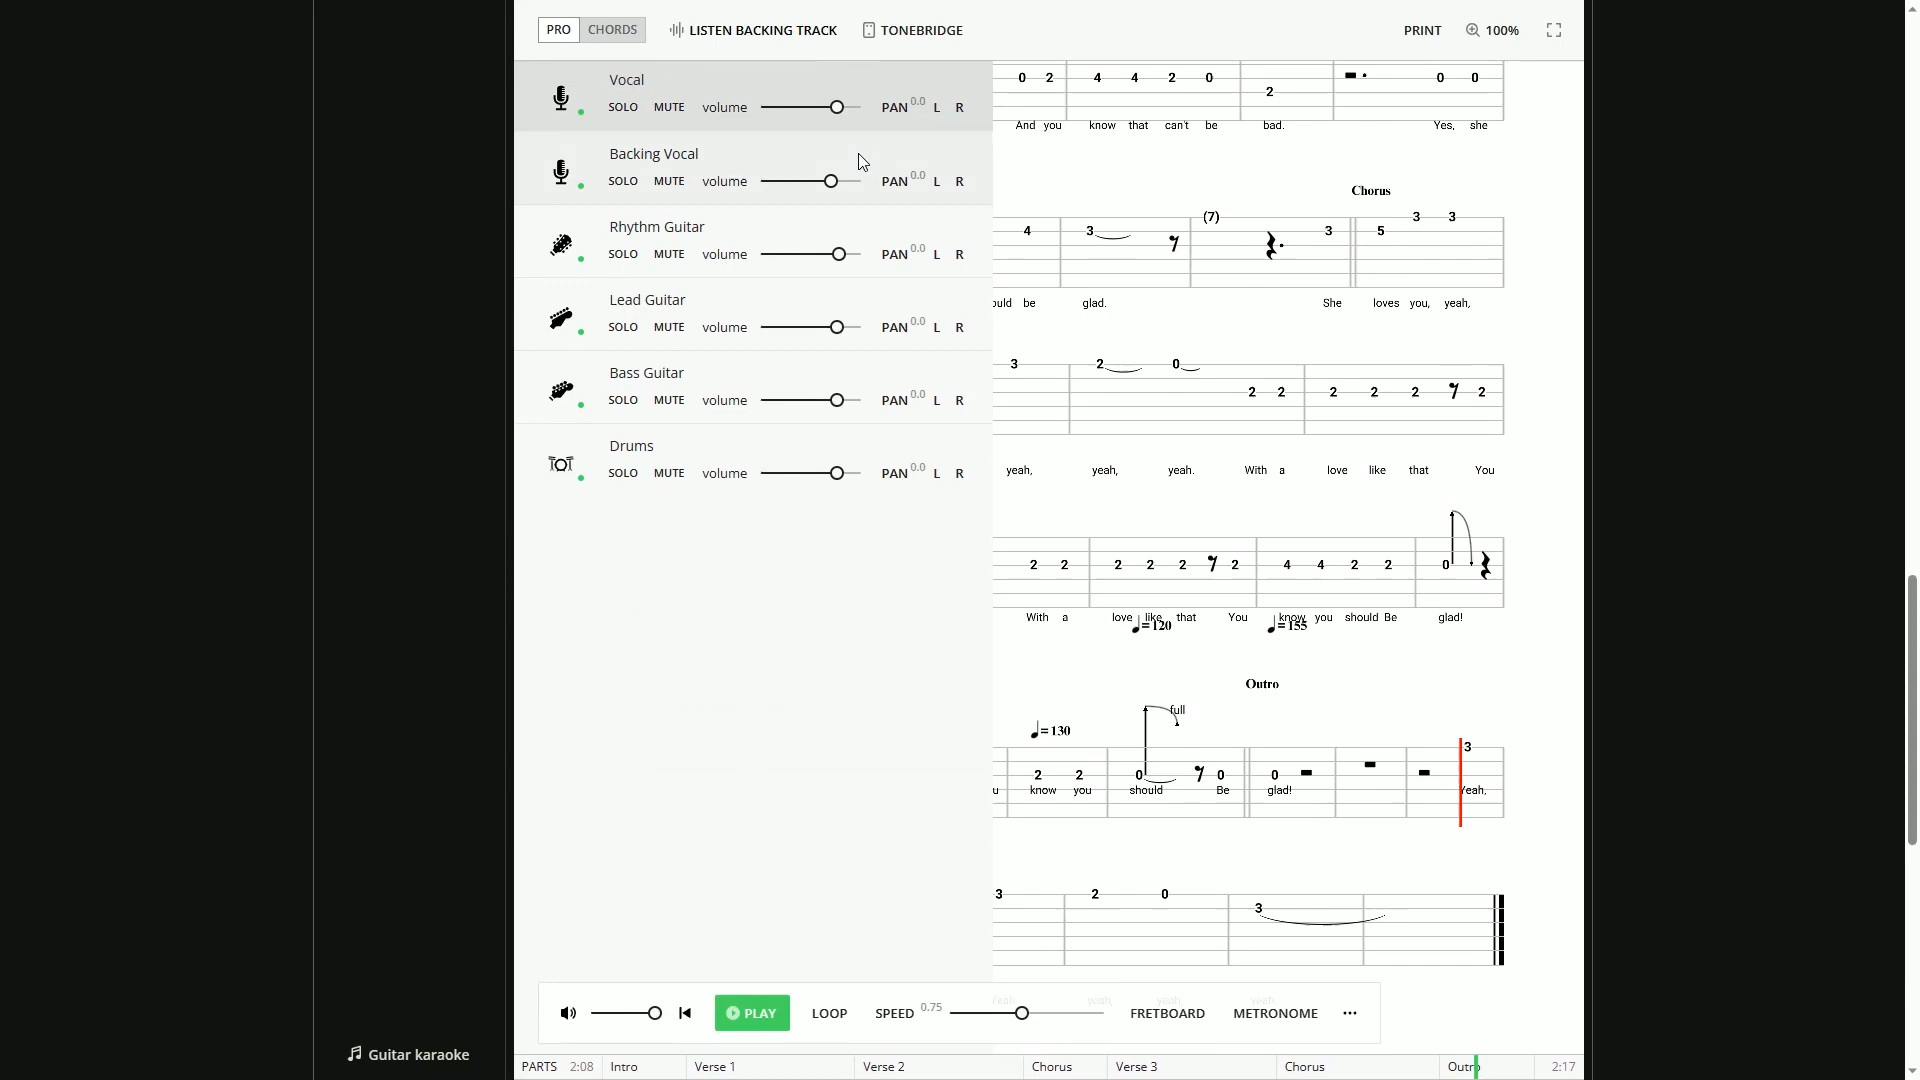 PRO CHORDS LISTEN BACKING TRACK TONEBRIDGE PRINT 100%
Vocal
SOLO MUTE volume PAN 0.0 L R
Backing Vocal
SOLO MUTE volume PAN 0.0 L R
Rhythm Guitar
SOLO MUTE volume PAN 0.0 L R
Lead Guitar
SOLO MUTE volume PAN 0.0 L R
Bass Guitar
SOLO MUTE volume PAN 0.0 L R
Drums
SOLO MUTE volume PAN 0.0 L R
0 2 4 4 2 0 0 0
2
And you know that can't be bad. Yes, she
Chorus
(7) 3 3
4 3 3 5
uld be glad. She loves you, yeah,
3 2 0
2 2 2 2 2 2
yeah, yeah, yeah. With a love like that You
2 2 2 2 2 2 4 4 2 2 0
With a love like that You know you should Be glad!
=120 =155
Outro
full
=130
3
2 2 0 0 0
u know you should Be glad! Yeah,
3 2 0
3
Yeah, yeah, yeah, yeah.
PLAY LOOP SPEED 0.75 FRETBOARD METRONOME
Guitar karaoke
PARTS 2:08 Intro Verse 1 Verse 2 Chorus Verse 3 Chorus Outro 2:17